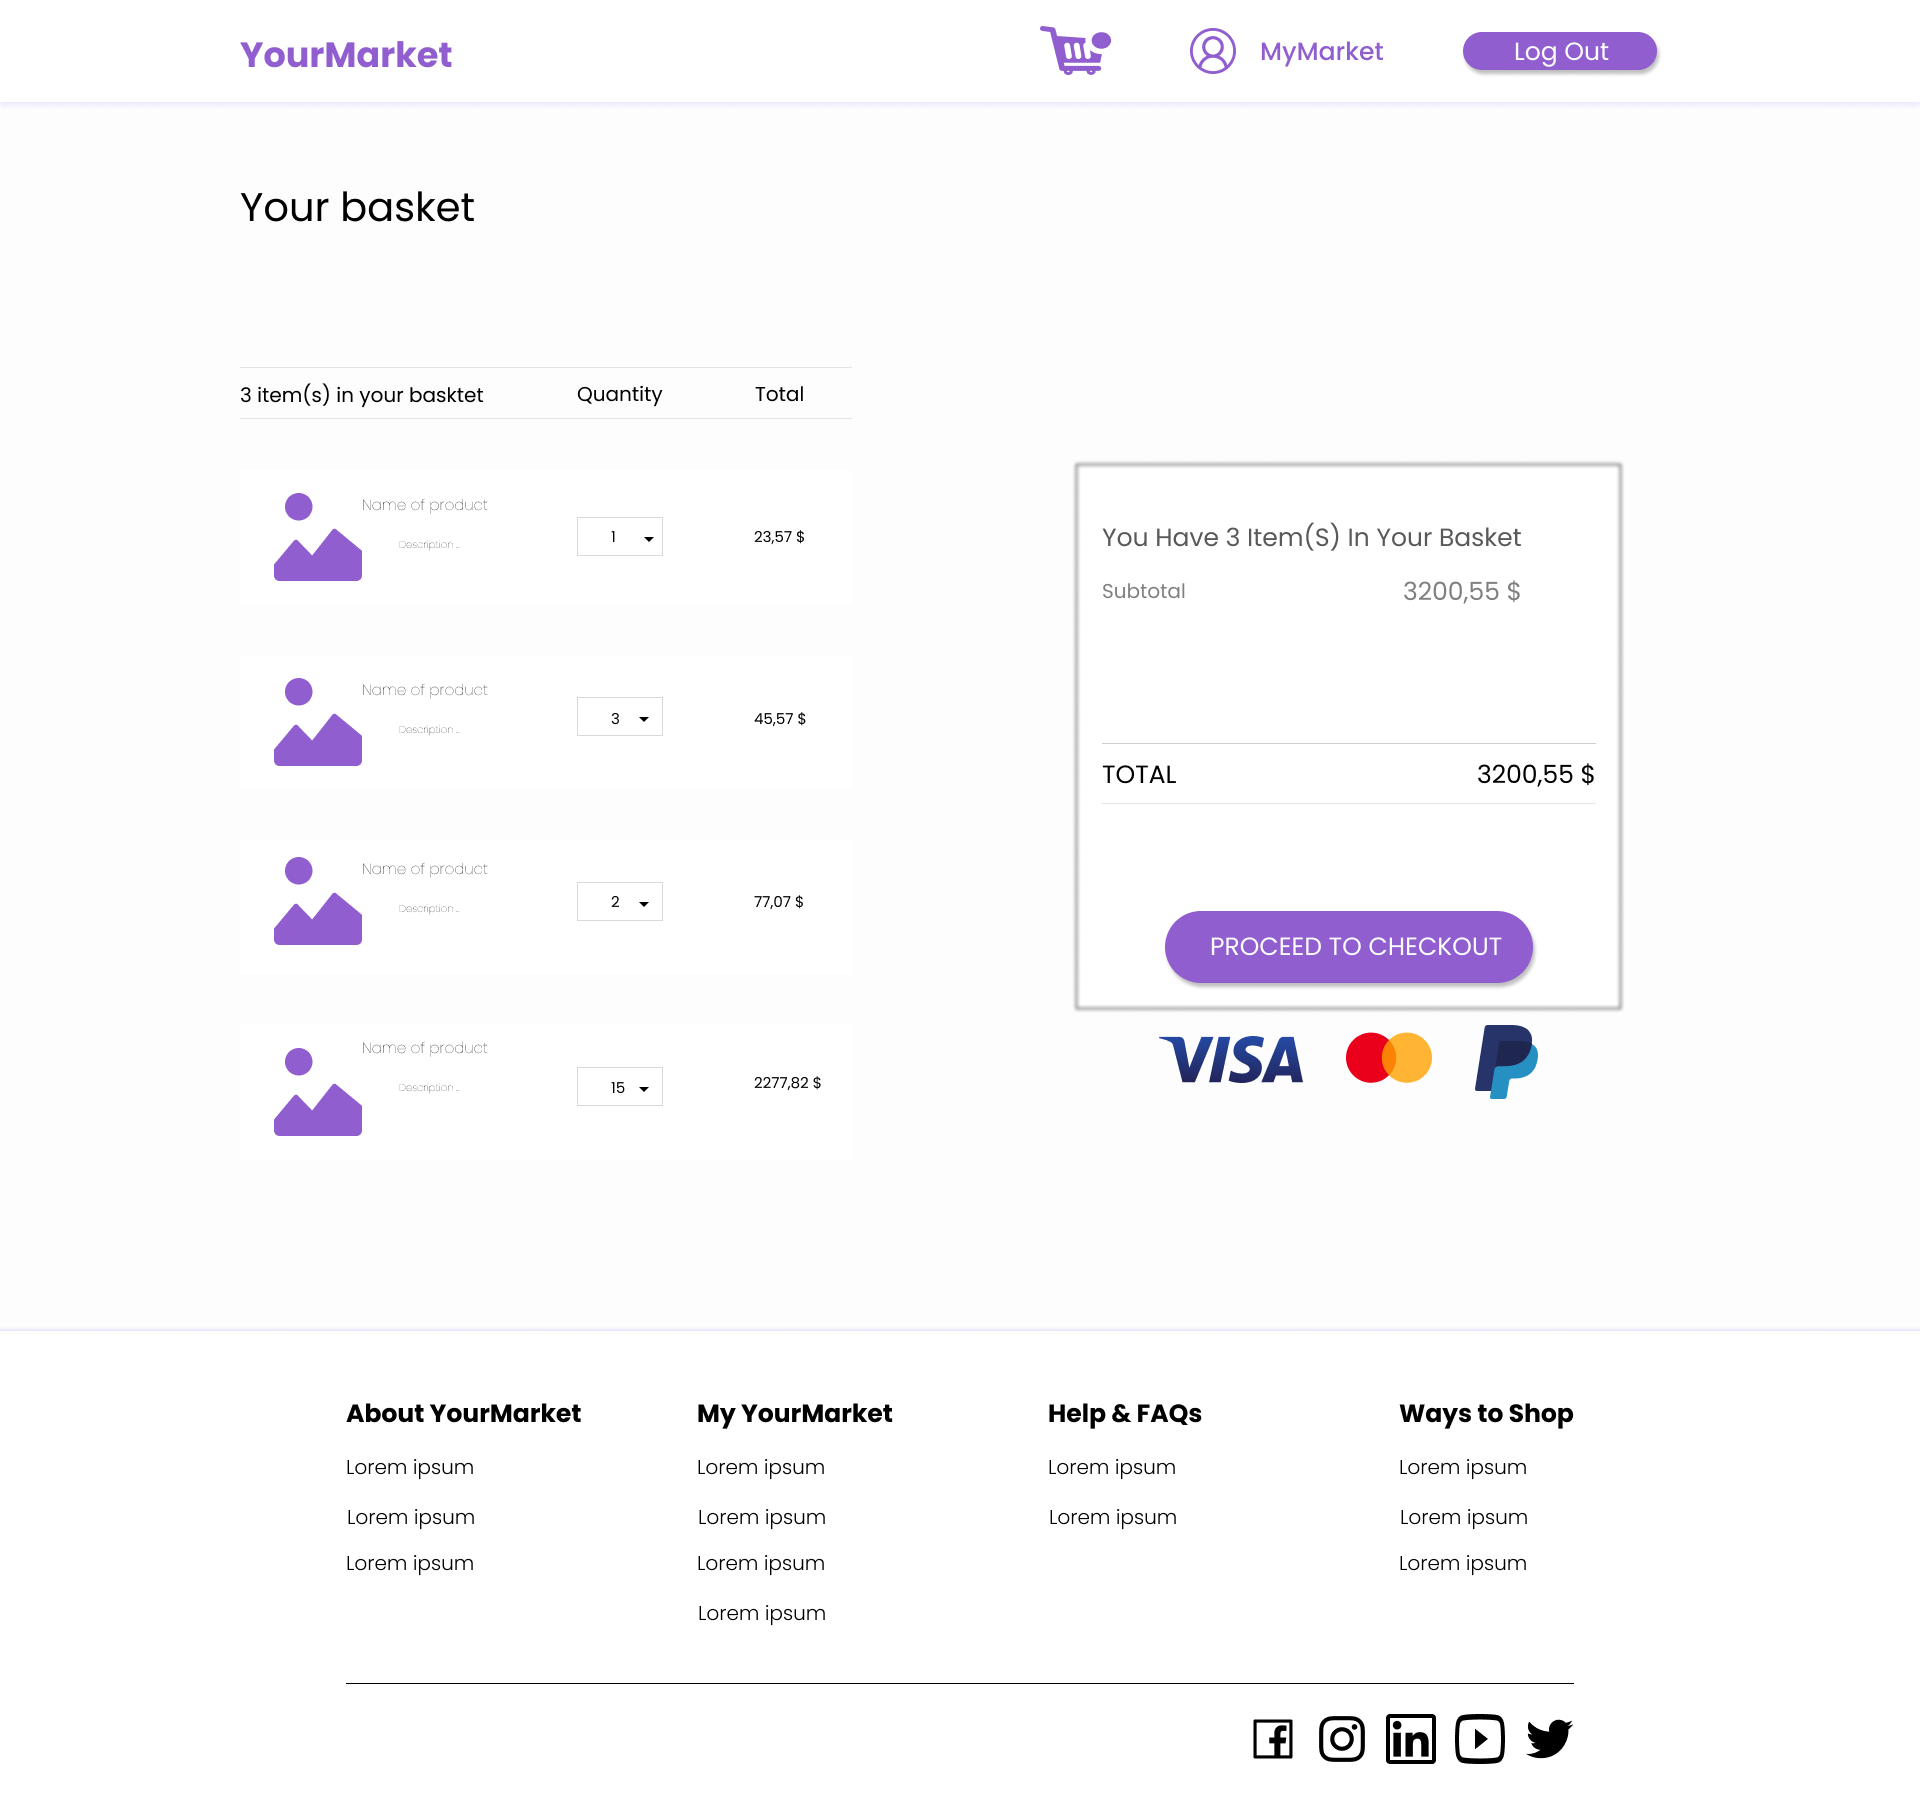 YourMarket
MyMarket
Log Out
Your basket
3 item(s) in your basktet
Quantity
Total
Name of product
Description ...
1
23,57 $
Name of product
Description ...
3
45,57 $
Name of product
Description ...
2
77,07 $
Name of product
Description ...
15
2277,82 $
You Have 3 Item(S) In Your Basket
Subtotal 3200,55 $
TOTAL 3200,55 $
PROCEED TO CHECKOUT
VISA
About YourMarket
Lorem ipsum
Lorem ipsum
Lorem ipsum
My YourMarket
Lorem ipsum
Lorem ipsum
Lorem ipsum
Lorem ipsum
Help & FAQs
Lorem ipsum
Lorem ipsum
Ways to Shop
Lorem ipsum
Lorem ipsum
Lorem ipsum